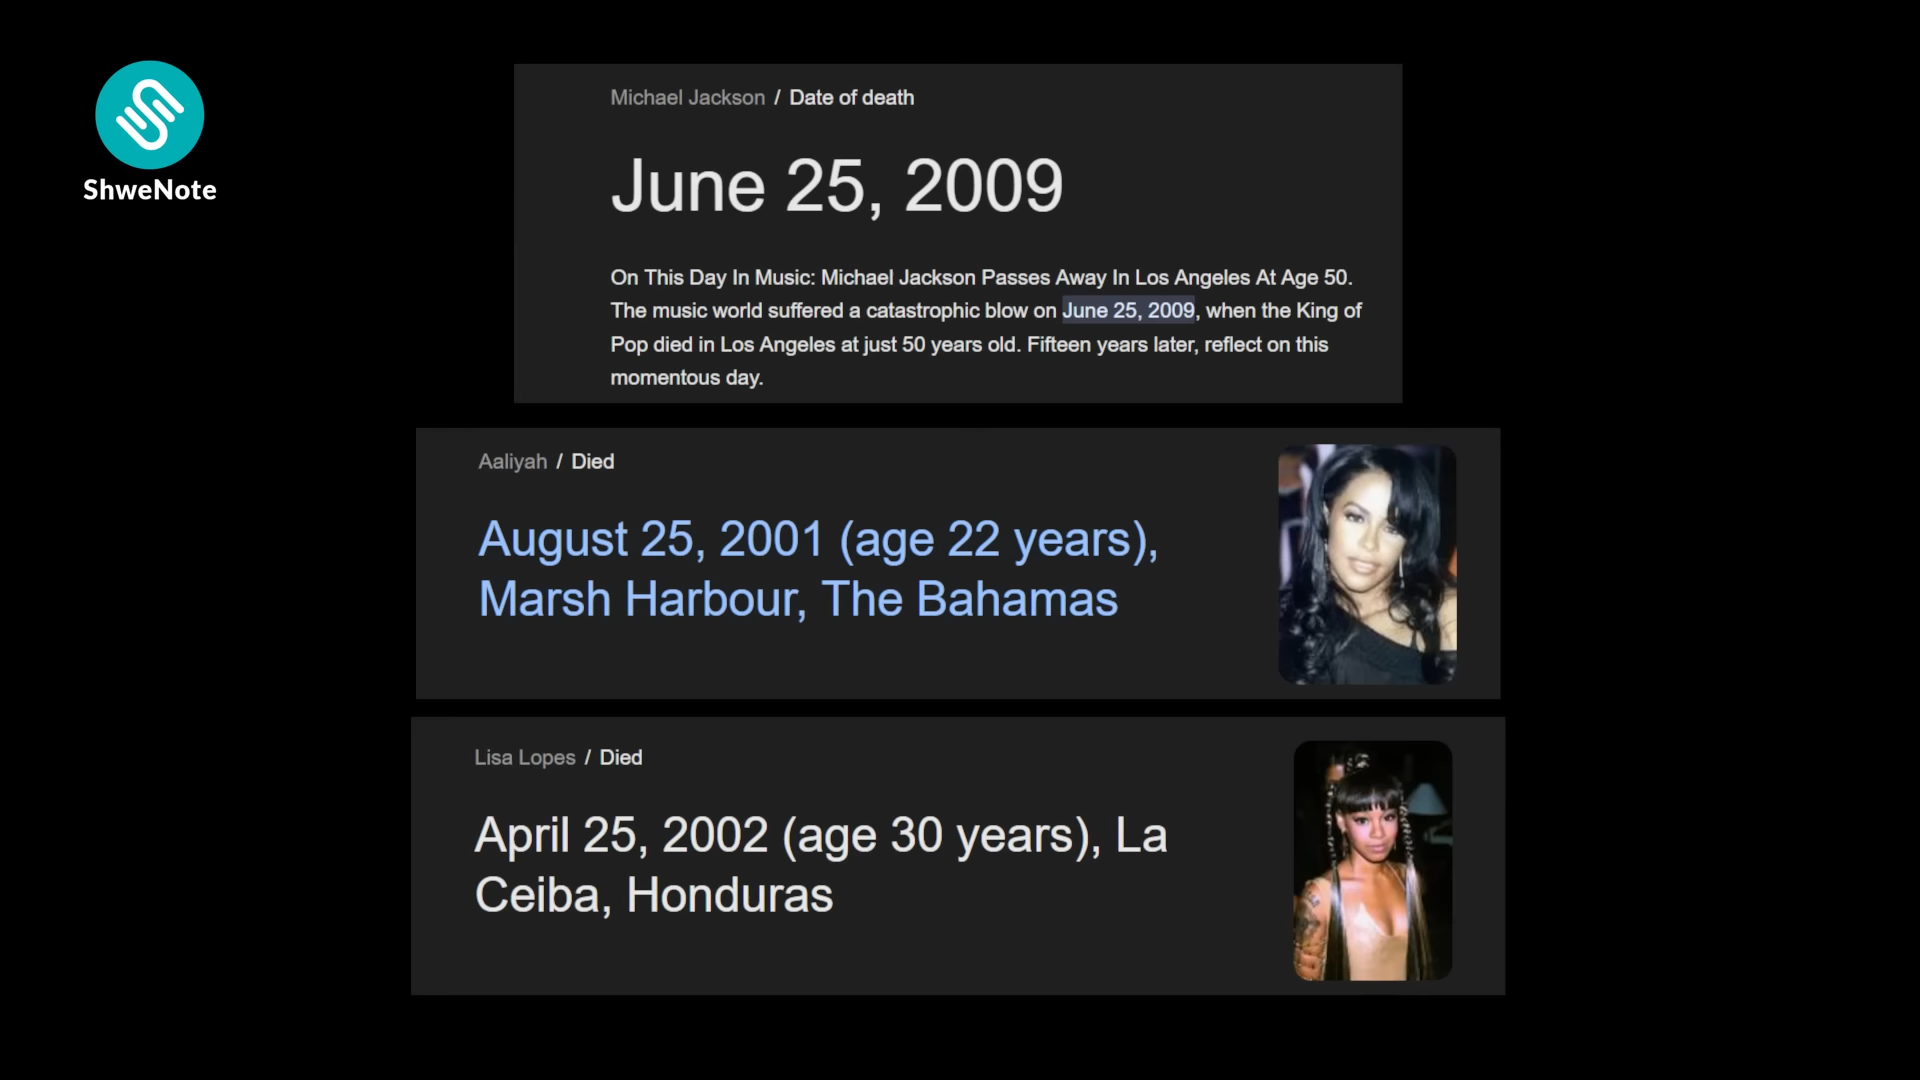 ShweNote
Michael Jackson / Date of death
June 25, 2009
On This Day In Music: Michael Jackson Passes Away In Los Angeles At Age 50.
The music world suffered a catastrophic blow on June 25, 2009, when the King of
Pop died in Los Angeles at just 50 years old. Fifteen years later, reflect on this
momentous day.
Aaliyah / Died
August 25, 2001 (age 22 years),
Marsh Harbour, The Bahamas
Lisa Lopes / Died
April 25, 2002 (age 30 years), La
Ceiba, Honduras